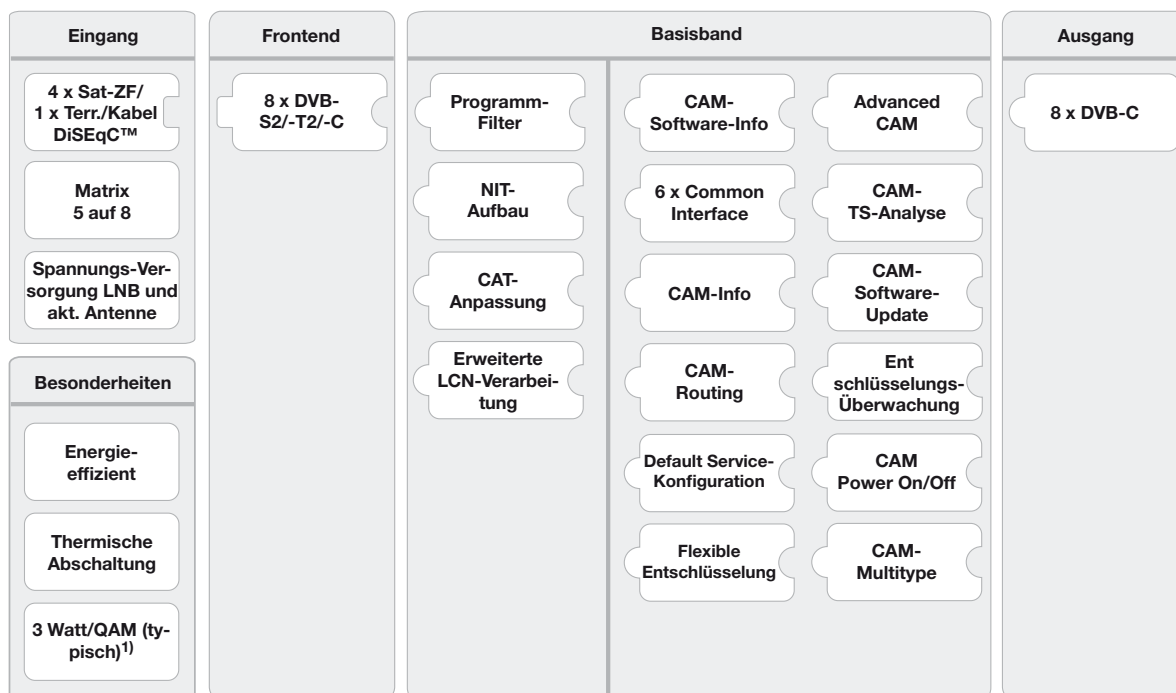 Eingang
4 x Sat-ZF/
1 x Terr./Kabel
DiSEqC™
Matrix
5 auf 8
Spannungs-Ver-
sorgung LNB und
akt. Antenne
Besonderheiten
Energie-
effizient
Thermische
Abschaltung
3 Watt/QAM (ty-
pisch)1)
Frontend
8 x DVB-
S2/-T2/-C
Basisband
Programm-
Filter
NIT-
Aufbau
CAT-
Anpassung
Erweiterte
LCN-Verarbei-
tung
CAM-
Software-Info
6 x Common
Interface
CAM-Info
CAM-
Routing
Default Service-
Konfiguration
Flexible
Entschlüsselung
Advanced
CAM
CAM-
TS-Analyse
CAM-
Software-
Update
Ent
schlüsselungs-
Überwachung
CAM
Power On/Off
CAM-
Multitype
Ausgang
8 x DVB-C